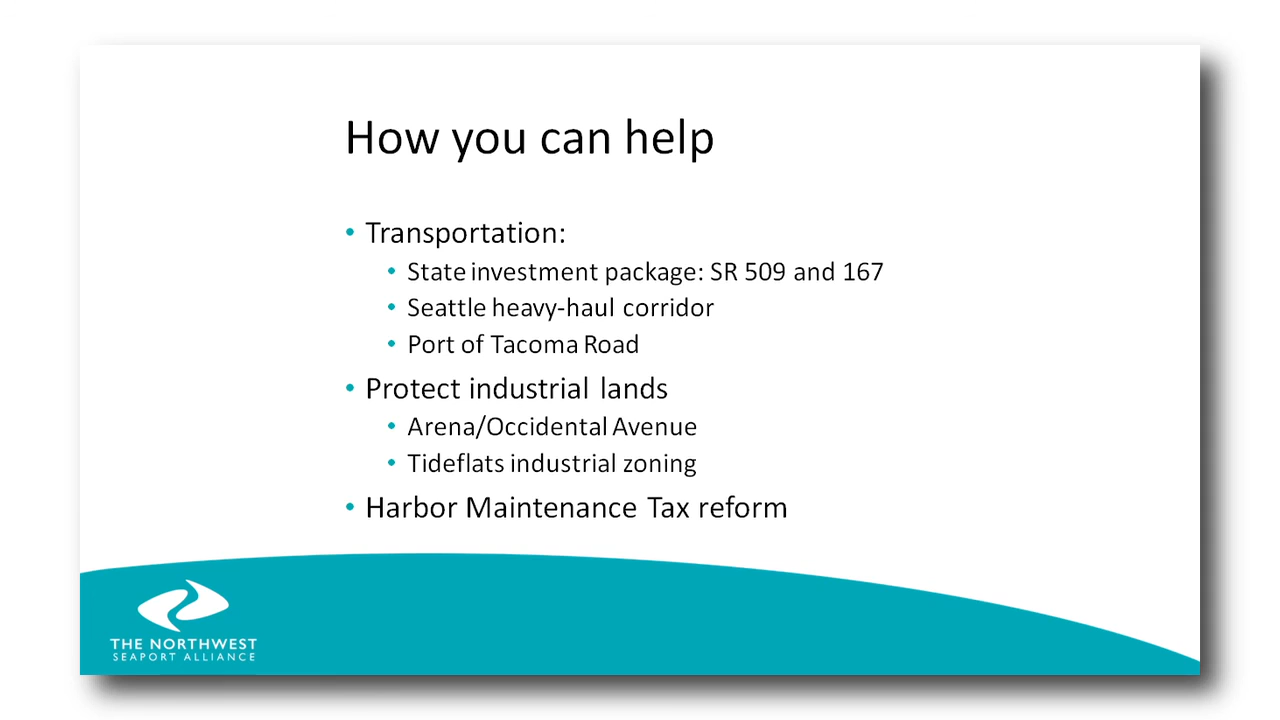 How you can help
• Transportation:
• State investment package: SR 509 and 167
• Seattle heavy-haul corridor
• Port of Tacoma Road
• Protect industrial lands
• Arena/Occidental Avenue
• Tideflats industrial zoning
• Harbor Maintenance Tax reform
THE NORTHWEST
SEAPORT ALLIANCE